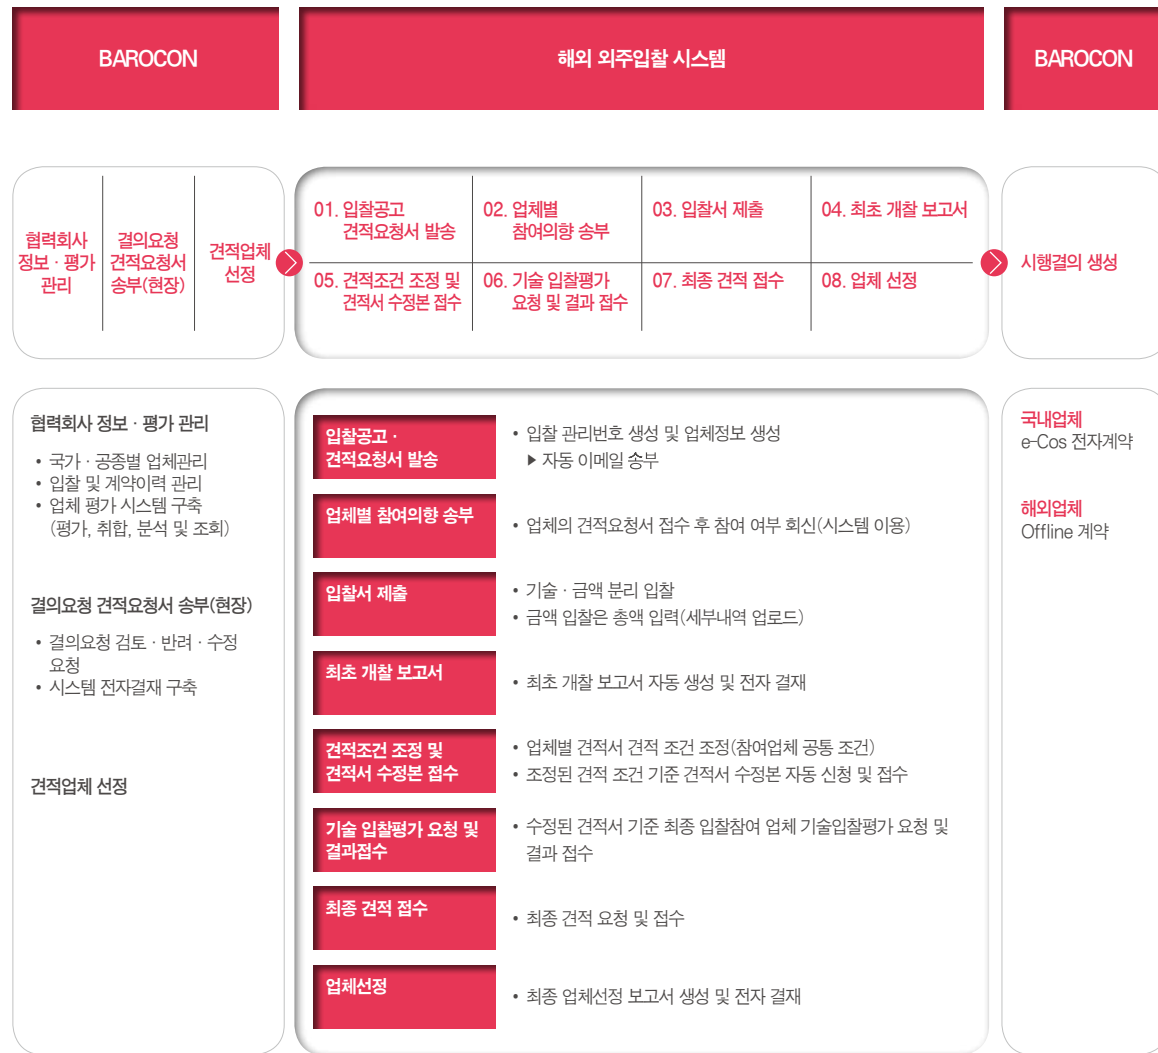 BAROCON
해외 외주입찰 시스템
BAROCON
협력회사
정보 · 평가
관리
결의요청
견적요청서
송부(현장)
견적업체
선정
01. 입찰공고
견적요청서 발송
02. 업체별
참여의향 송부
03. 입찰서 제출
04. 최초 개찰 보고서
05. 견적조건 조정 및
견적서 수정본 접수
06. 기술 입찰평가
요청 및 결과 접수
07. 최종 견적 접수
08. 업체 선정
시행결의 생성
협력회사 정보 · 평가 관리
• 국가 · 공종별 업체관리
• 입찰 및 계약이력 관리
• 업체 평가 시스템 구축
(평가, 취합, 분석 및 조회)
결의요청 견적요청서 송부(현장)
• 결의요청 검토 · 반려 · 수정
요청
• 시스템 전자결재 구축
견적업체 선정
입찰공고 ·
견적요청서 발송
• 입찰 관리번호 생성 및 업체정보 생성
▶ 자동 이메일 송부
업체별 참여의향 송부
• 업체의 견적요청서 접수 후 참여 여부 회신(시스템 이용)
입찰서 제출
• 기술 · 금액 분리 입찰
• 금액 입찰은 총액 입력(세부내역 업로드)
최초 개찰 보고서
• 최초 개찰 보고서 자동 생성 및 전자 결재
견적조건 조정 및
견적서 수정본 접수
• 업체별 견적서 견적 조건 조정(참여업체 공통 조건)
• 조정된 견적 조건 기준 견적서 수정본 자동 신청 및 접수
기술 입찰평가 요청 및
결과접수
• 수정된 견적서 기준 최종 입찰참여 업체 기술입찰평가 요청 및
결과 접수
최종 견적 접수
• 최종 견적 요청 및 접수
업체선정
• 최종 업체선정 보고서 생성 및 전자 결재
국내업체
e-Cos 전자계약
해외업체
Offline 계약